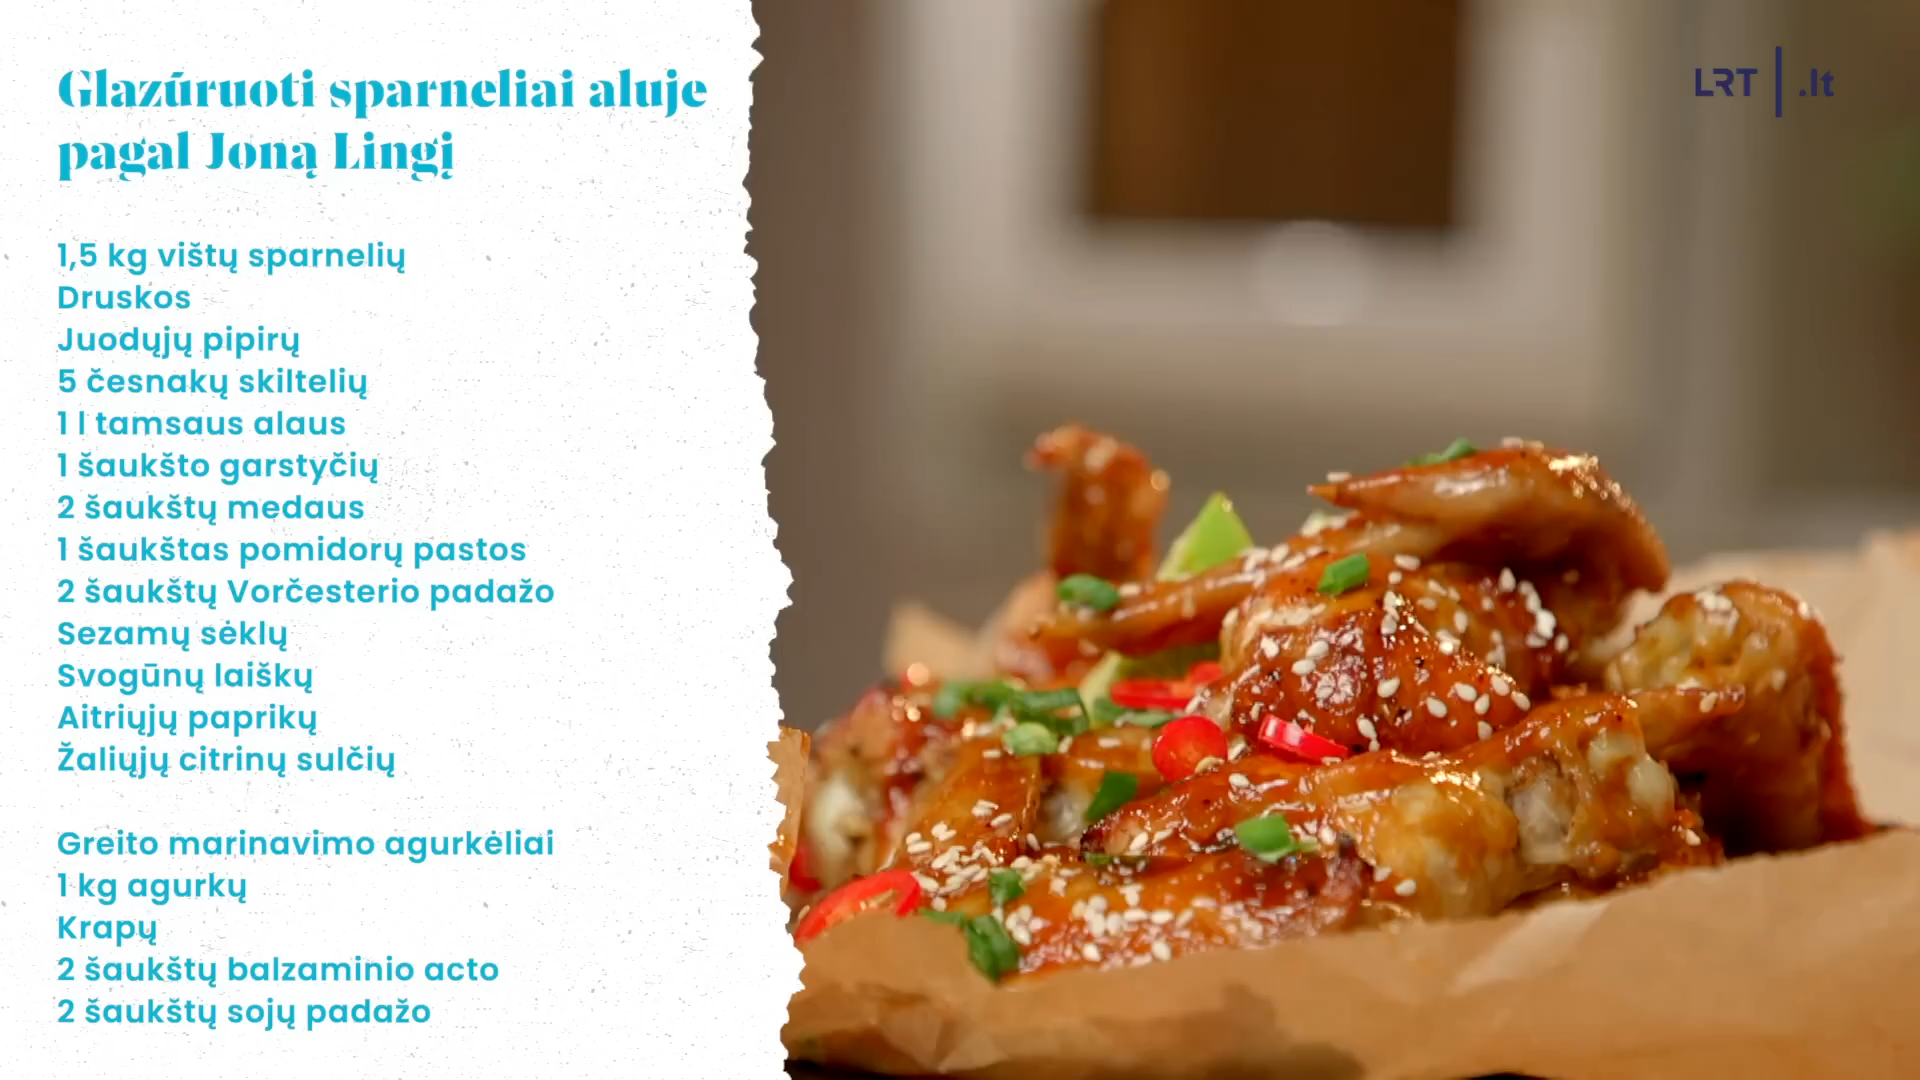 Glazūruoti sparneliai aluje
pagal Joną Lingį
1,5 kg vištų sparnelių
Druskos
Juodųjų pipirų
5 česnakų skiltelių
1 l tamsaus alaus
1 šaukšto garstyčių
2 šaukštų medaus
1 šaukštas pomidorų pastos
2 šaukštų Vorčesterio padažo
Sezamų sėklų
Svogūnų laiškų
Aitriųjų paprikų
Žaliųjų citrinų sulčių
Greito marinavimo agurkėliai
1 kg agurkų
Krapų
2 šaukštų balzaminio acto
2 šaukštų sojų padažo
LRT | .lt